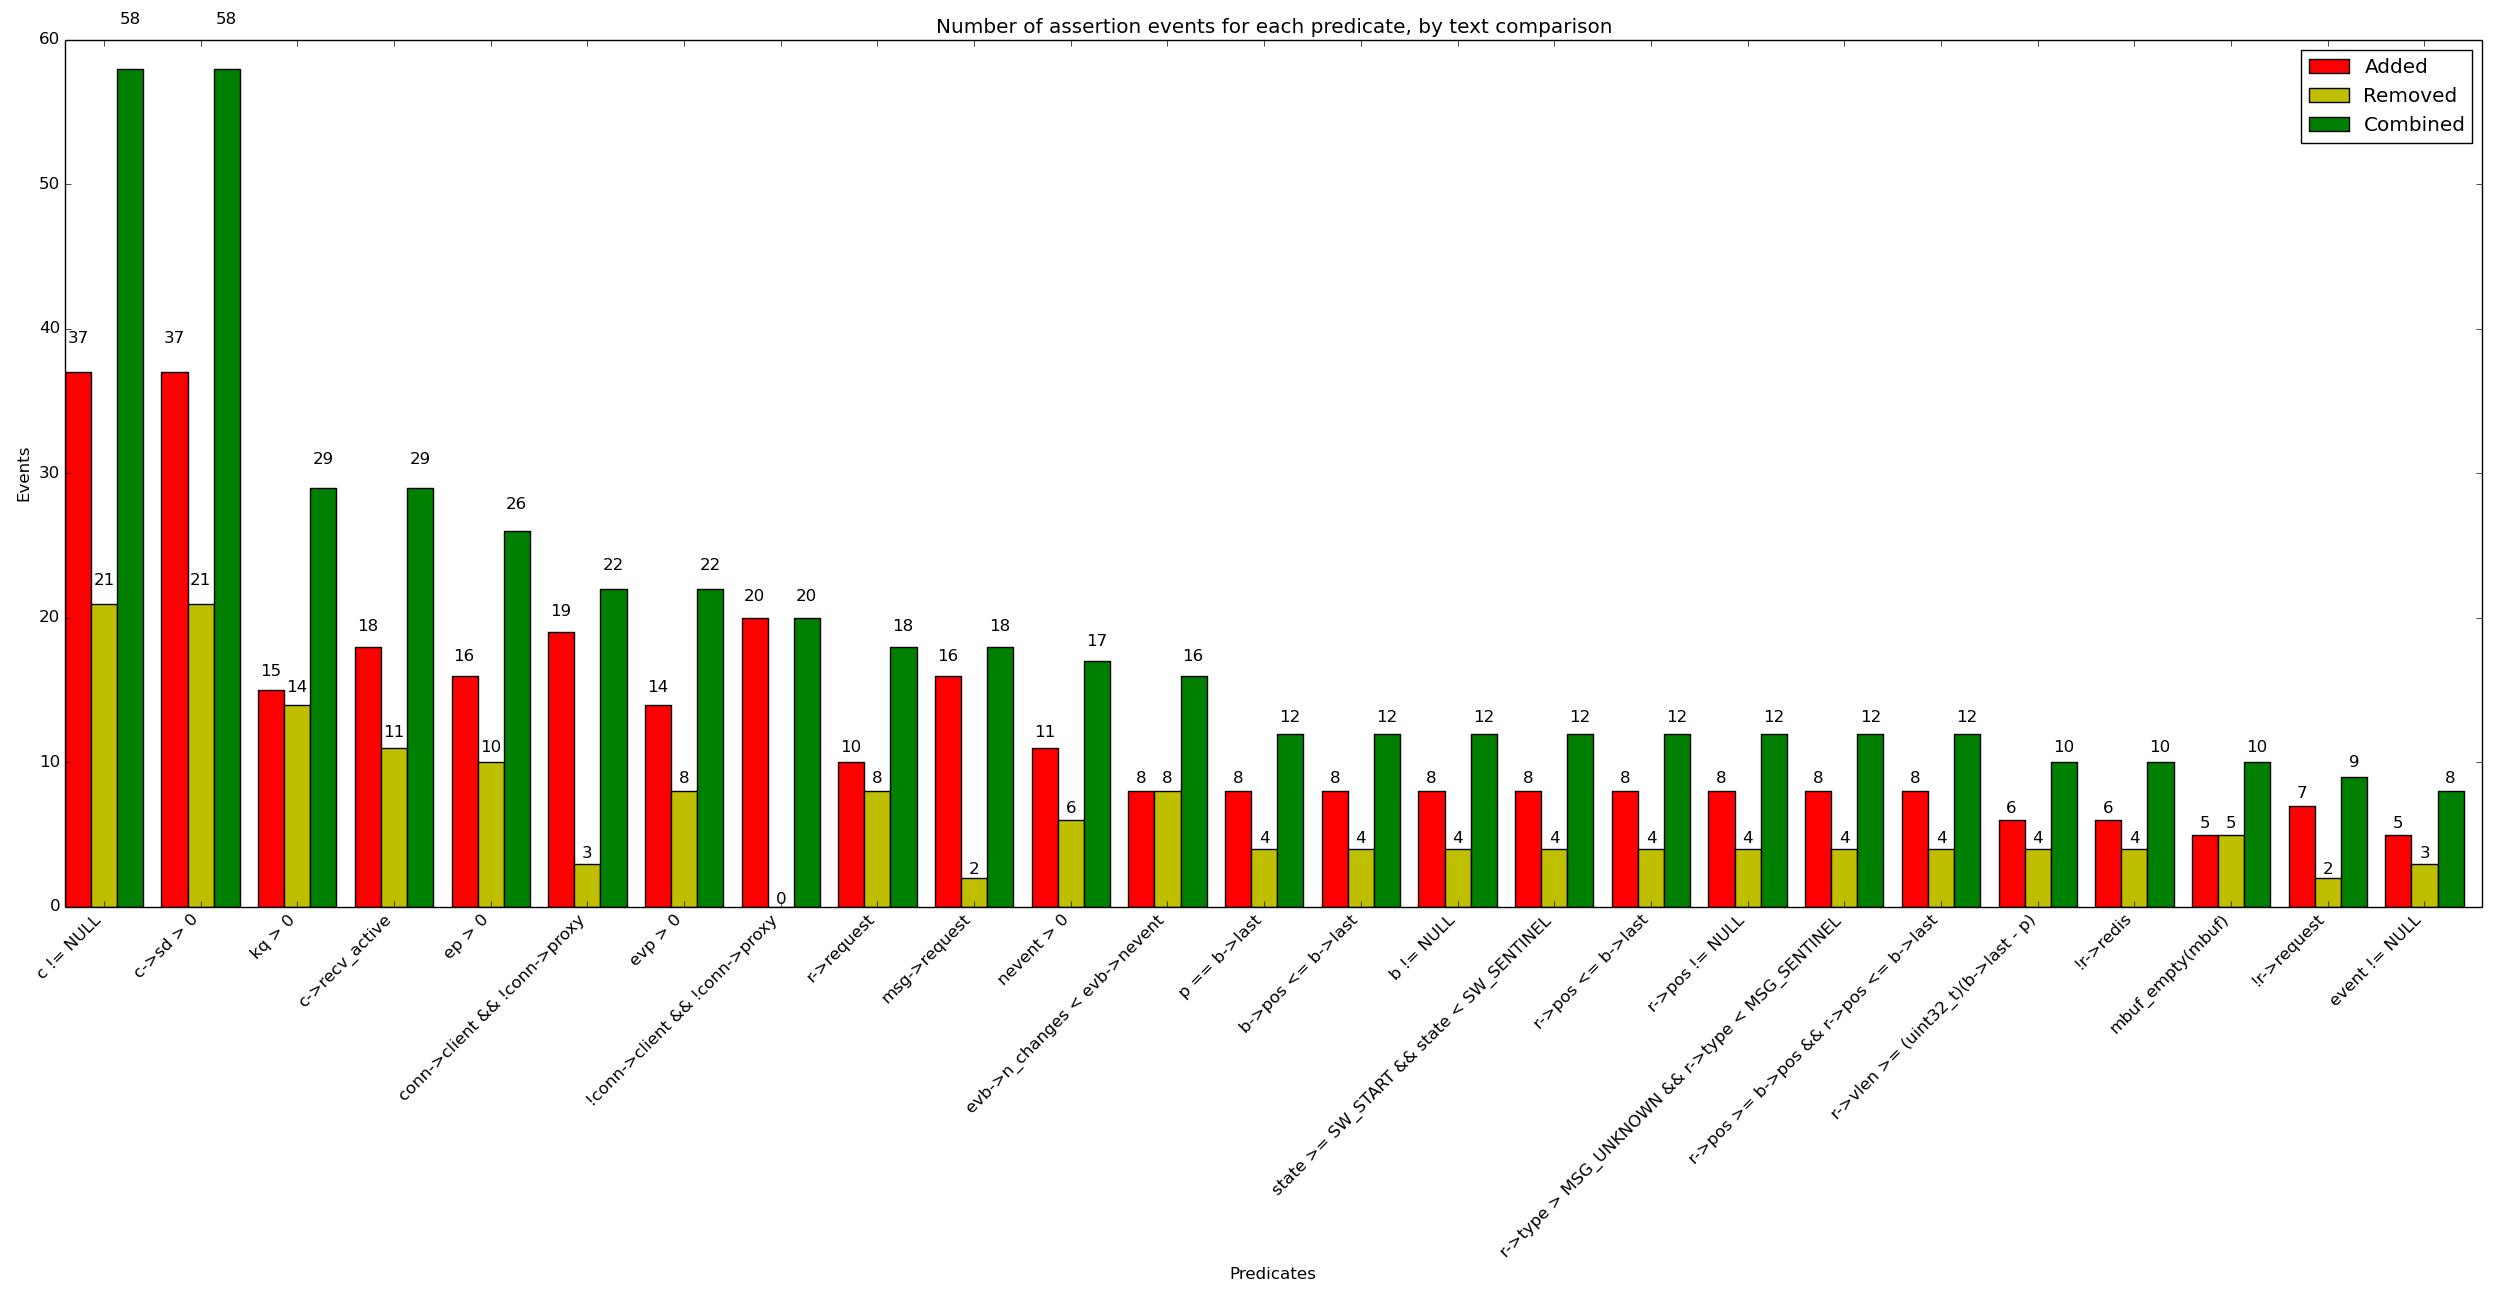 Number of assertion events for each predicate, by text comparison
Added
Removed
Combined
Events
60
50
40
30
20
10
0
37
21
58
37
21
58
15
14
29
18
11
29
16
10
26
19
3
22
14
8
22
20
0
20
10
8
18
16
2
18
11
6
17
8
8
16
8
4
12
8
4
12
8
4
12
8
4
12
8
4
12
8
4
12
8
4
12
8
4
12
6
4
10
6
4
10
5
5
10
7
2
9
5
3
8
c != NULL
c->sd > 0
kq > 0
c->recv_active
ep > 0
conn->client && !conn->proxy
evp > 0
!conn->client && !conn->proxy
r->request
msg->request
nevent > 0
evb->n_changes < evb->nevent
p == b->last
b->pos <= b->last
b != NULL
state >= SW_START && state < SW_SENTINEL
r->pos <= b->last
r->pos != NULL
r->type > MSG_UNKNOWN && r->type < MSG_SENTINEL
r->pos >= b->pos && r->pos <= b->last
r->vlen >= (uint32_t)(b->last - p)
!r->redis
mbuf_empty(mbuf)
!r->request
event != NULL
Predicates